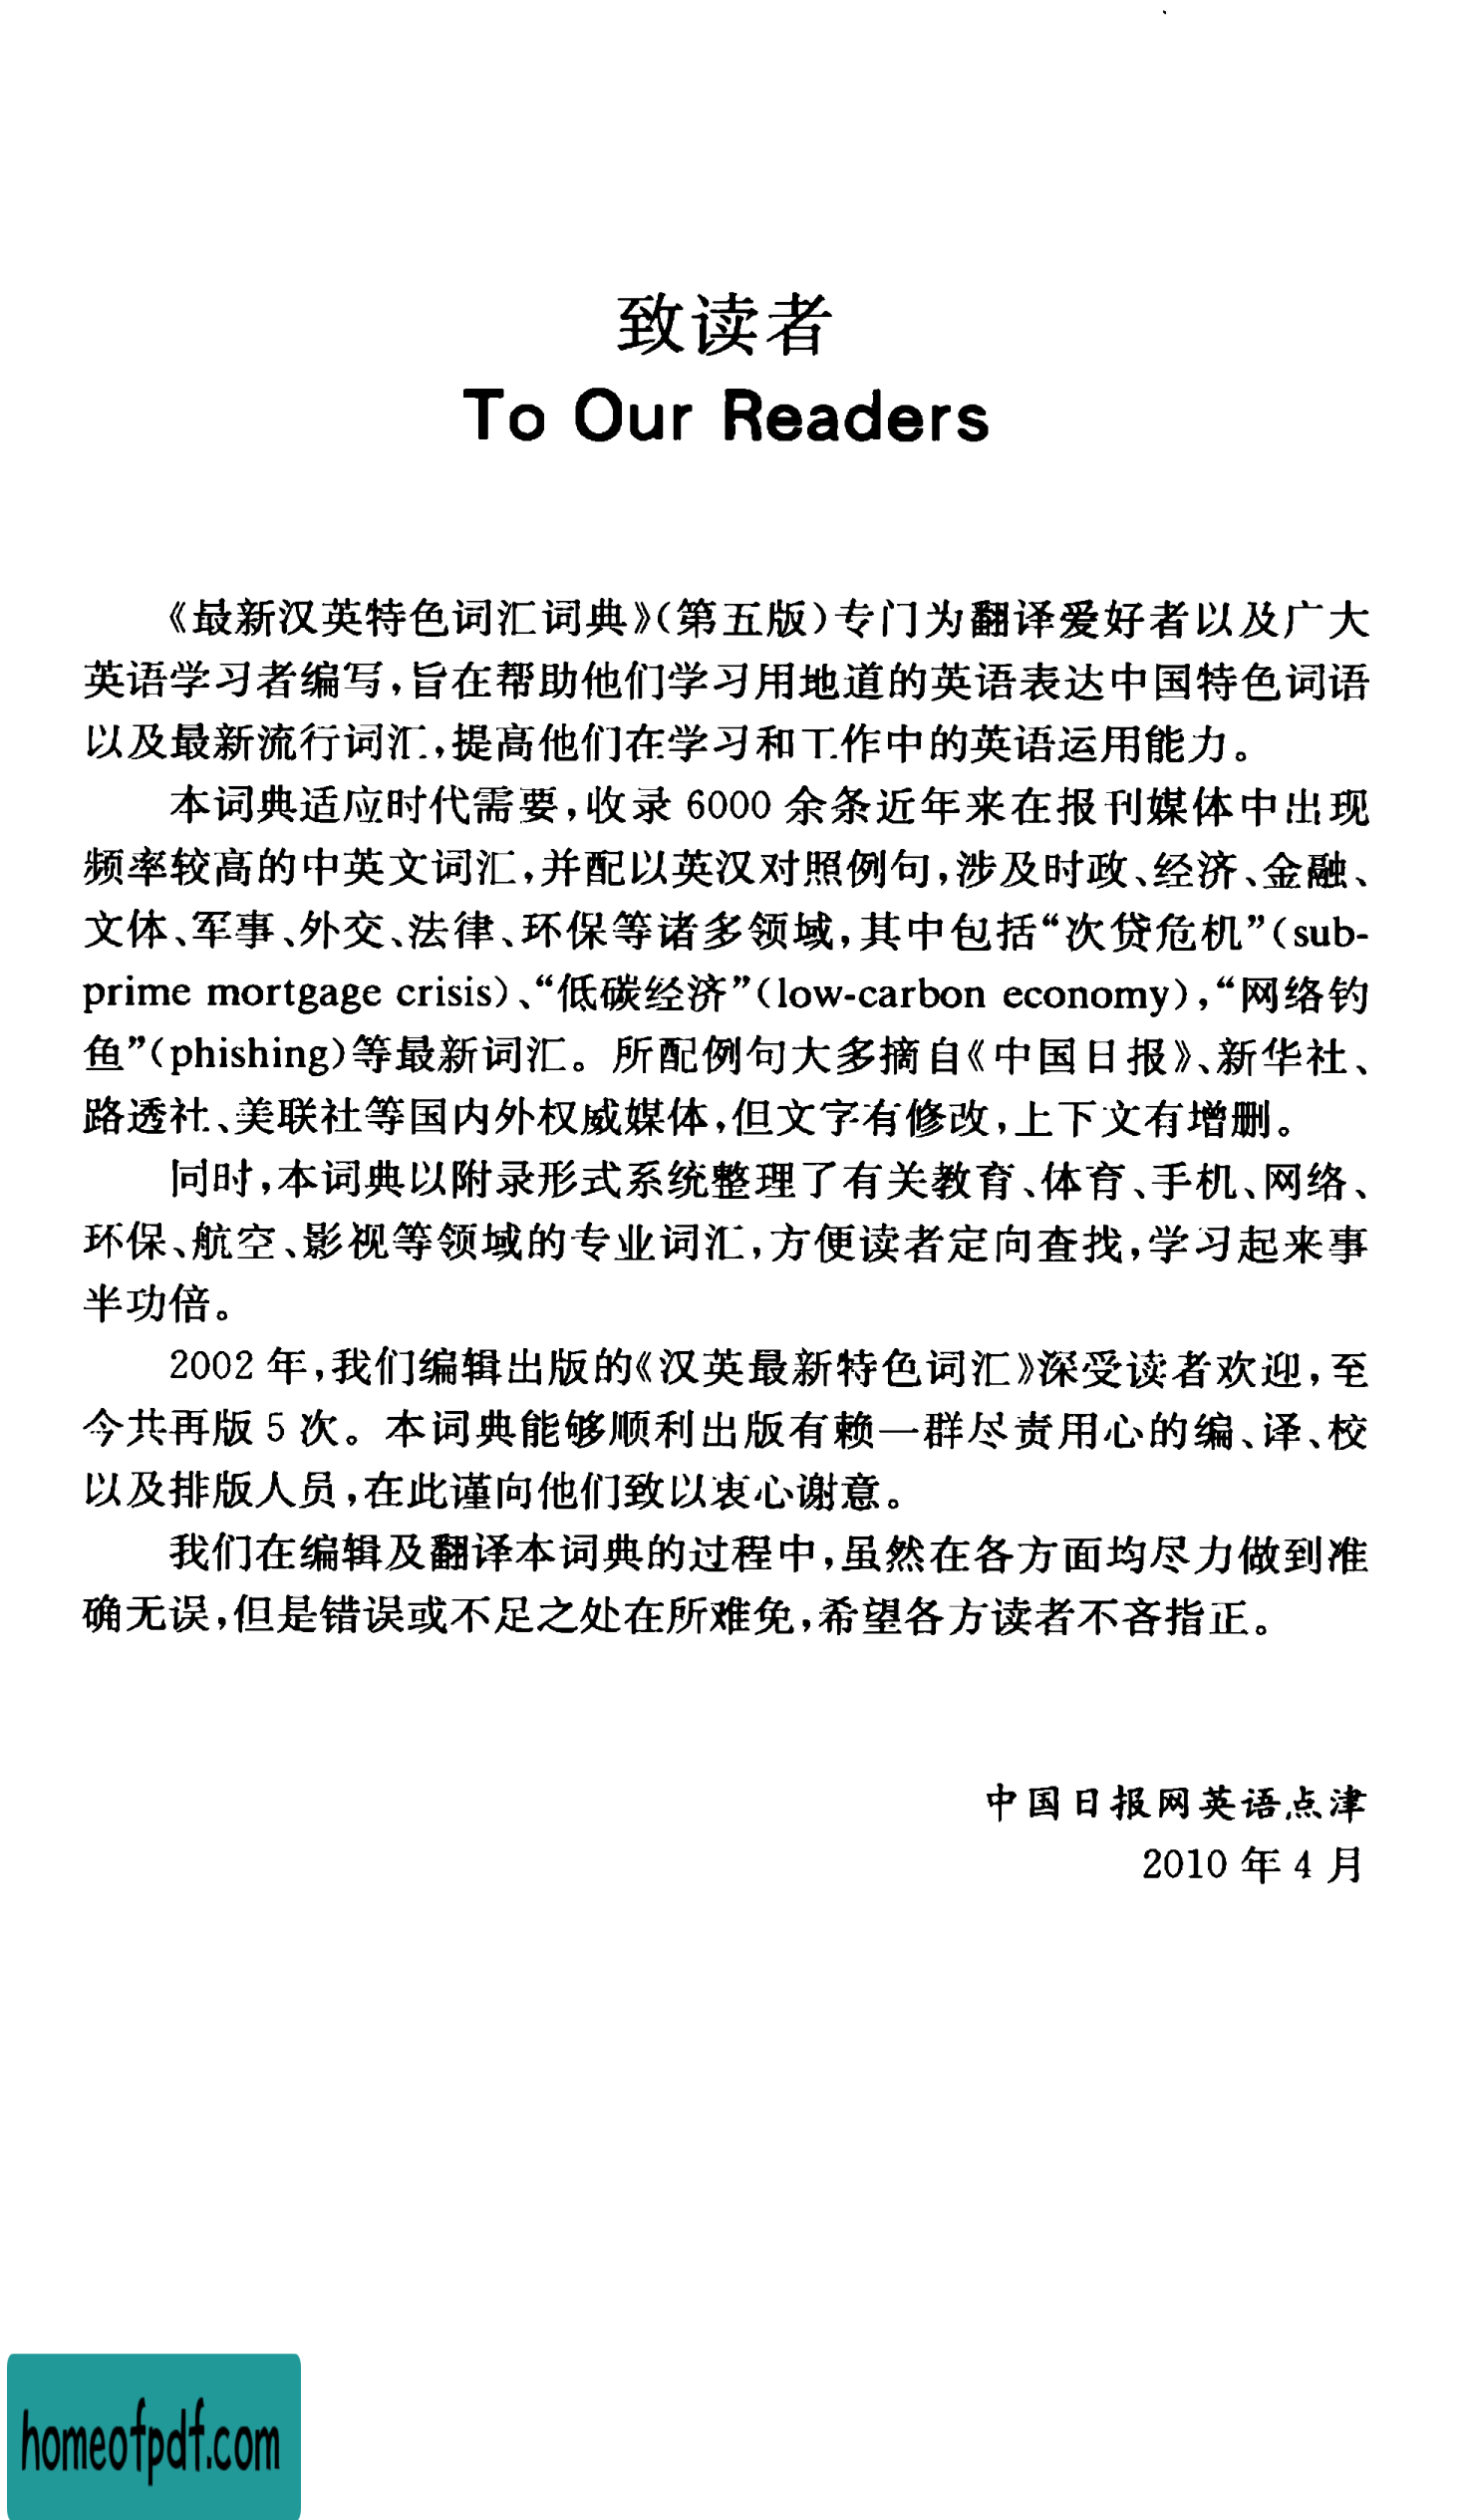 致读者
To Our Readers
《最新汉英特色词汇词典》(第五版)专门为翻译爱好者以及广大
英语学习者编写,旨在帮助他们学习用地道的英语表达中国特色词语
以及最新流行词汇,提高他们在学习和工作中的英语运用能力。
本词典适应时代需要,收录 6000 余条近年来在报刊媒体中出现
频率较高的中英文词汇,并配以英汉对照例句,涉及时政、经济、金融、
文体、军事、外交、法律、环保等诸多领域,其中包括“次贷危机”(sub-
prime mortgage crisis)、“低碳经济”(low-carbon economy),“网络钓
鱼”(phishing)等最新词汇。所配例句大多摘自《中国日报》、新华社、
路透社、美联社等国内外权威媒体,但文字有修改,上下文有增删。
同时,本词典以附录形式系统整理了有关教育、体育、手机、网络、
环保、航空、影视等领域的专业词汇,方便读者定向查找,学习起来事
半功倍。
2002 年,我们编辑出版的《汉英最新特色词汇》深受读者欢迎,至
今共再版 5 次。本词典能够顺利出版有赖一群尽责用心的编、译、校
以及排版人员,在此谨向他们致以衷心谢意。
我们在编辑及翻译本词典的过程中,虽然在各方面均尽力做到准
确无误,但是错误或不足之处在所难免,希望各方读者不吝指正。
中国日报网英语点津
2010 年 4 月
homeofpdf.com